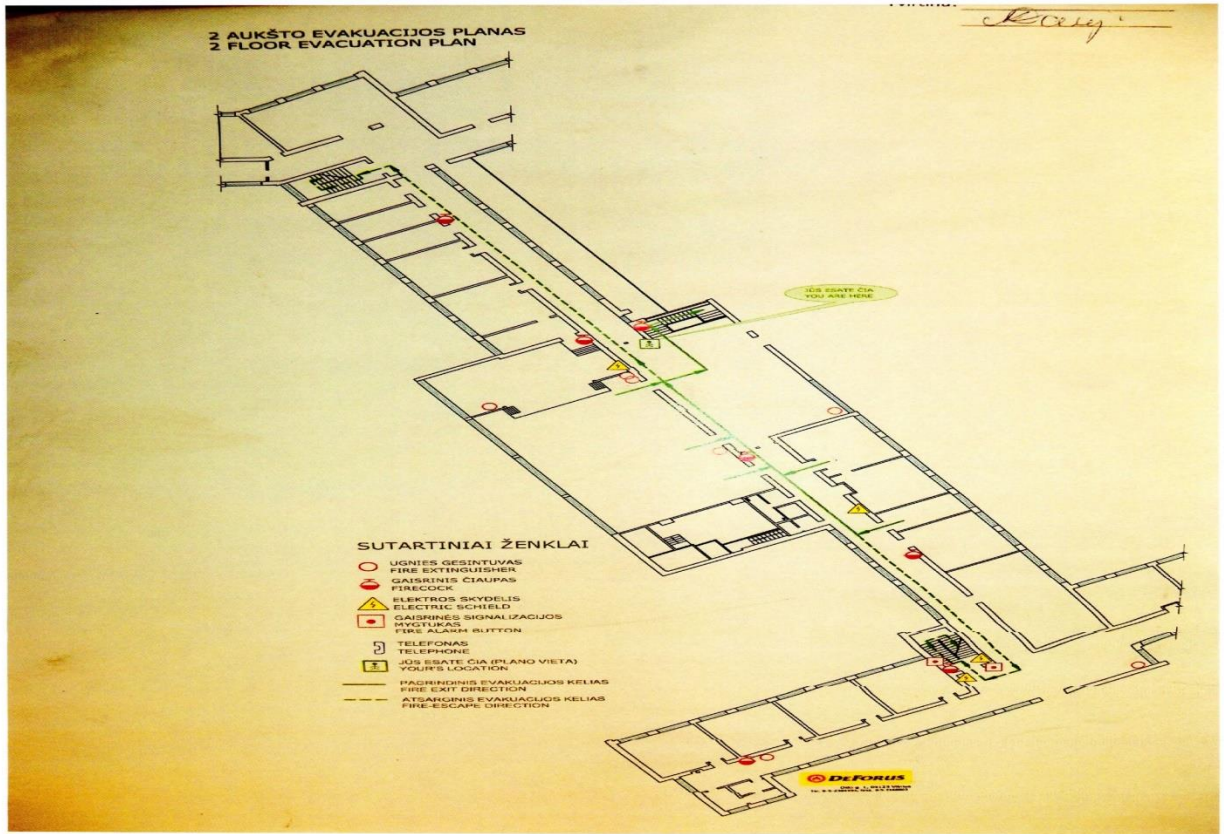 2 AUKŠTO EVAKUACIJOS PLANAS
2 FLOOR EVACUATION PLAN
JŪS ESATE ČIA
YOU ARE HERE
SUTARTINIAI ŽENKLAI
UGNIES GESINTUVAS
FIRE EXTINGUISHER
GAISRINIS ČIAUPAS
FIRECOCK
ELEKTROS SKYDELIS
ELECTRIC SCHIELD
GAISRINĖS SIGNALIZACIJOS
MYGTUKAS
FIRE ALARM BUTTON
TELEFONAS
TELEPHONE
JŪS ESATE ČIA (PLANO VIETA)
YOUR'S LOCATION
PAGRINDINIS EVAKUACIJOS KELIAS
FIRE EXIT DIRECTION
ATSARGINIS EVAKUACIJOS KELIAS
FIRE-ESCAPE DIRECTION
DEFORUS